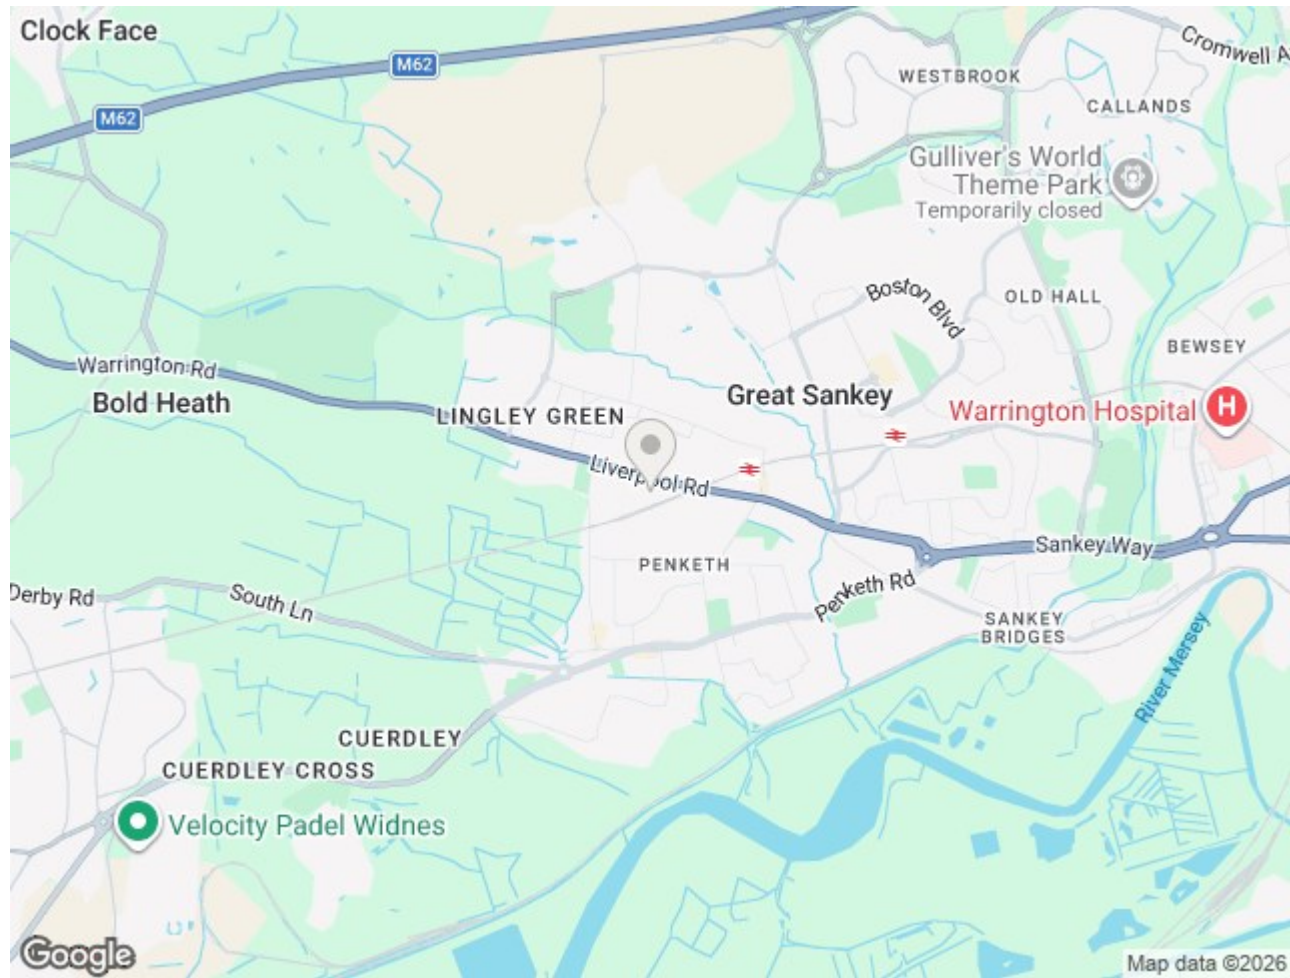 Clock Face
M62
M62
Cromwell A
WESTBROOK
CALLANDS
Gulliver's World
Theme Park
Temporarily closed
Boston Blvd
OLD HALL
BEWSEY
Warrington Rd
Bold Heath
Great Sankey
LINGLEY GREEN
Warrington Hospital
H
Liverpool Rd
Sankey Way
PENKETH
Penketh Rd
Derby Rd
South Ln
SANKEY
BRIDGES
River Mersey
CUERDLEY
CUERDLEY CROSS
Velocity Padel Widnes
Google
Map data ©2026